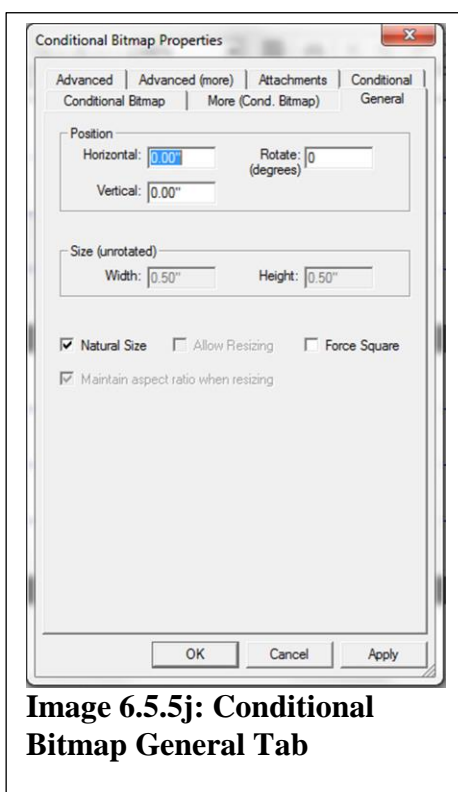 Conditional Bitmap Properties
Advanced Advanced (more) Attachments Conditional
Conditional Bitmap More (Cond. Bitmap) General
Position
Horizontal: 0.00" Rotate: 0
(degrees)
Vertical: 0.00"
Size (unrotated)
Width: 0.50" Height: 0.50"
Natural Size Allow Resizing Force Square
Maintain aspect ratio when resizing
OK Cancel Apply
Image 6.5.5j: Conditional
Bitmap General Tab